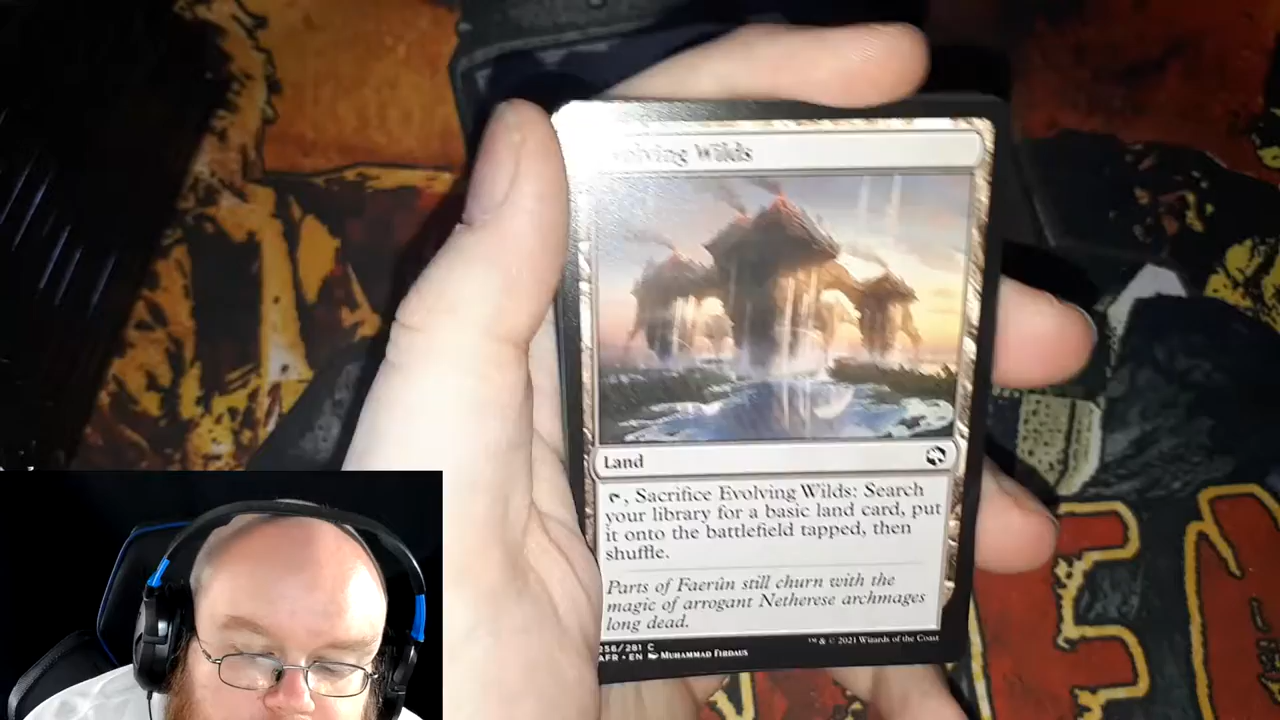 volving Wilds
Land
, Sacrifice Evolving Wilds: Search
your library for a basic land card, put
it onto the battlefield tapped, then
shuffle.
Parts of Faerûn still churn with the
magic of arrogant Netherese archmages
long dead.
256/281 C
™ & © 2021 Wizards of the Coast
AFR • EN Muhammad Firdaus